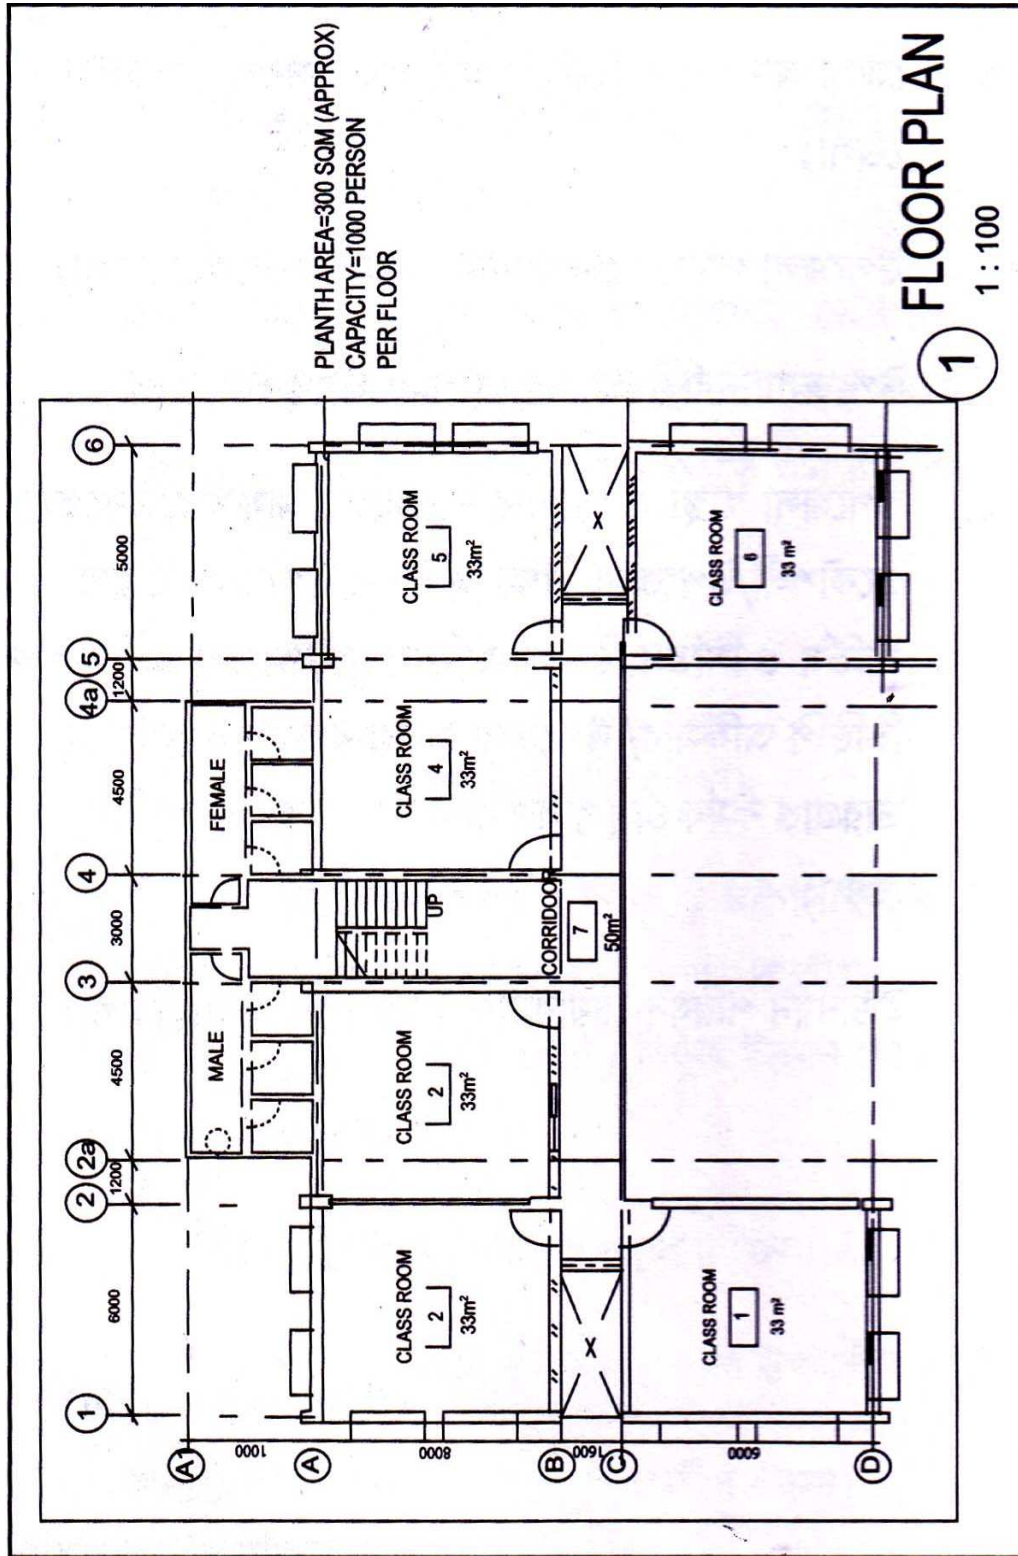 PLANTH AREA=300 SQM (APPROX)
CAPACITY=1000 PERSON
PER FLOOR
1
2
2a
3
4
4a
5
6
6000
1200
4500
3000
4500
1200
5000
A1
A
B
C
D
1000
8000
1600
6000
MALE
FEMALE
CLASS ROOM
2
33m²
CLASS ROOM
2
33m²
UP
CLASS ROOM
4
33m²
CLASS ROOM
5
33m²
CORRIDOO
7
50m²
X
X
CLASS ROOM
1
33 m²
CLASS ROOM
6
33 m²
1
FLOOR PLAN
1 : 100